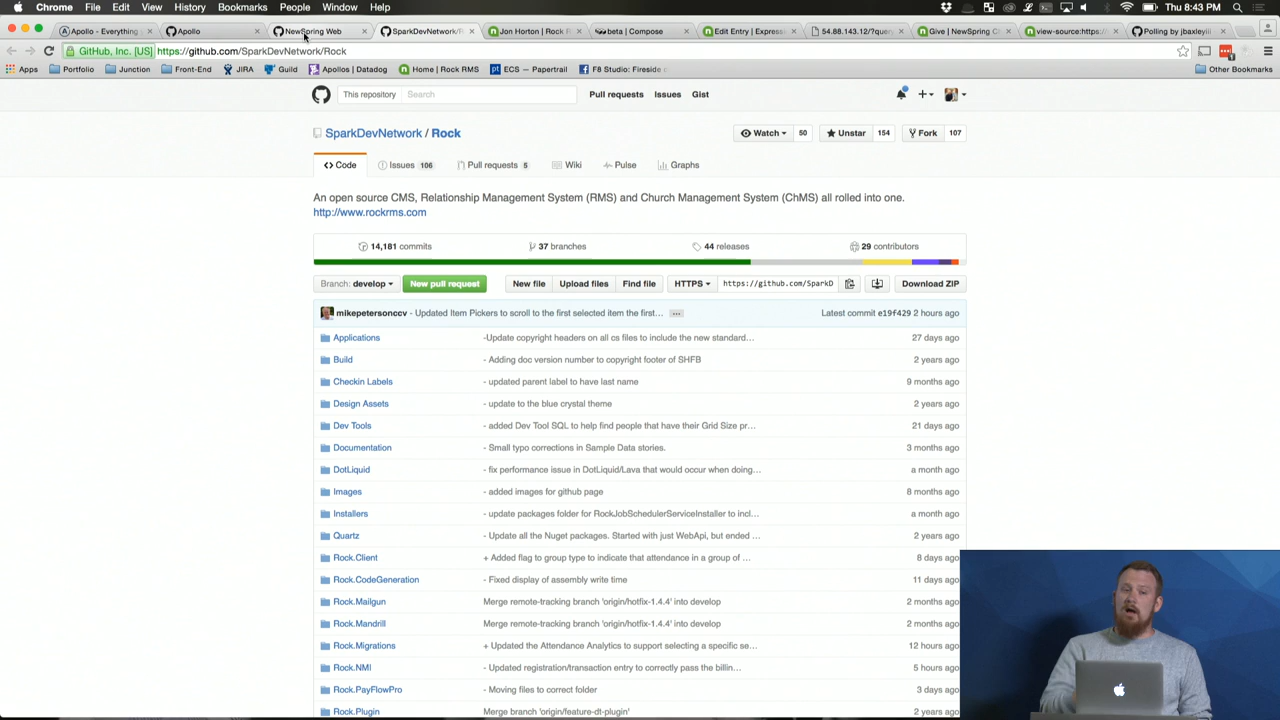 Chrome File Edit View History Bookmarks People Window Help 8:43 PM
Apollo - Everything Apollo NewSpring Web SparkDevNetwork/R Jon Horton | Rock R beta | Compose Edit Entry | Express 54.88.143.12/?query Give | NewSpring C view-source:https:/ Polling by jbaxleyiii
GitHub, Inc. [US] https://github.com/SparkDevNetwork/Rock
Apps Portfolio Junction Front-End JIRA Guild Apollos | Datadog Home | Rock RMS ECS — Papertrail F8 Studio: Fireside c Other Bookmarks
This repository Search Pull requests Issues Gist
SparkDevNetwork / Rock Watch 50 Unstar 154 Fork 107
Code Issues 106 Pull requests 5 Wiki Pulse Graphs
An open source CMS, Relationship Management System (RMS) and Church Management System (ChMS) all rolled into one.
http://www.rockrms.com
14,181 commits 37 branches 44 releases 29 contributors
Branch: develop New pull request New file Upload files Find file HTTPS https://github.com/SparkD Download ZIP
mikepetersonccv - Updated Item Pickers to scroll to the first selected item the first… ... Latest commit e19f429 2 hours ago
Applications -Update copyright headers on all cs files to include the new standard… 27 days ago
Build - Adding doc version number to copyright footer of SHFB 2 years ago
Checkin Labels - updated parent label to have last name 9 months ago
Design Assets - update to the blue crystal theme 2 years ago
Dev Tools - added Dev Tool SQL to help find people that have their Grid Size pr… 21 days ago
Documentation - Small typo corrections in Sample Data stories. 3 months ago
DotLiquid - fix performance issue in DotLiquid/Lava that would occur when doing… a month ago
Images - added images for github page 8 months ago
Installers - update packages folder for RockJobSchedulerServiceInstaller to incl… a month ago
Quartz - Update all the Nuget packages. Started with just WebApi, but ended … 2 years ago
Rock.Client + Added flag to group type to indicate that attendance in a group of … 8 days ago
Rock.CodeGeneration - Fixed display of assembly write time 11 days ago
Rock.Mailgun Merge remote-tracking branch 'origin/hotfix-1.4.4' into develop 2 months ago
Rock.Mandrill Merge remote-tracking branch 'origin/hotfix-1.4.4' into develop 2 months ago
Rock.Migrations + Updated the Attendance Analytics to support selecting a specific se… 12 hours ago
Rock.NMI - Updated registration/transaction entry to correctly pass the billin… 5 hours ago
Rock.PayFlowPro - Moving files to correct folder 3 days ago
Rock.Plugin Merge branch 'origin/feature-dt-plugin' 2 years ago